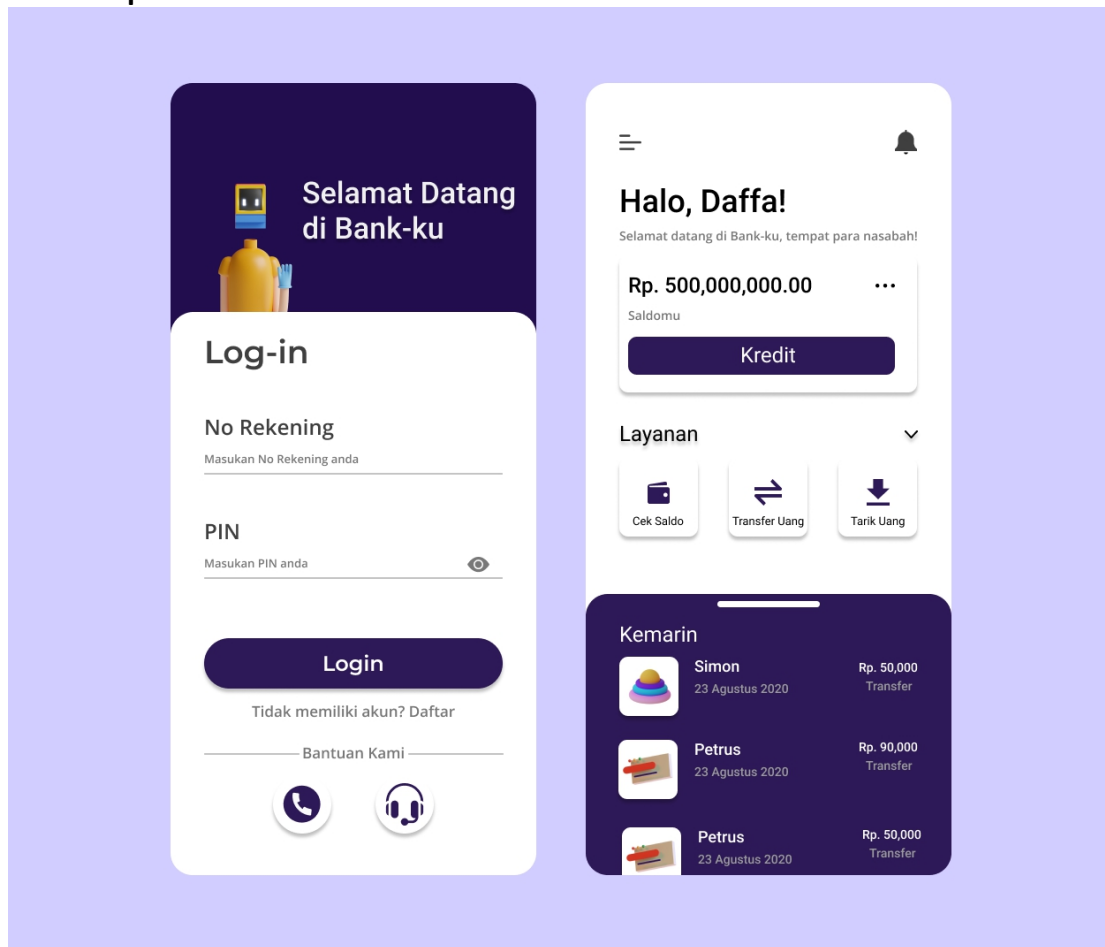 Selamat Datang
di Bank-ku
Log-in
No Rekening
Masukan No Rekening anda
PIN
Masukan PIN anda
Login
Tidak memiliki akun? Daftar
Bantuan Kami
Halo, Daffa!
Selamat datang di Bank-ku, tempat para nasabah!
Rp. 500,000,000.00
Saldomu
Kredit
Layanan
Cek Saldo
Transfer Uang
Tarik Uang
Kemarin
Simon
Rp. 50,000
23 Agustus 2020
Transfer
Petrus
Rp. 90,000
23 Agustus 2020
Transfer
Petrus
Rp. 50,000
23 Agustus 2020
Transfer